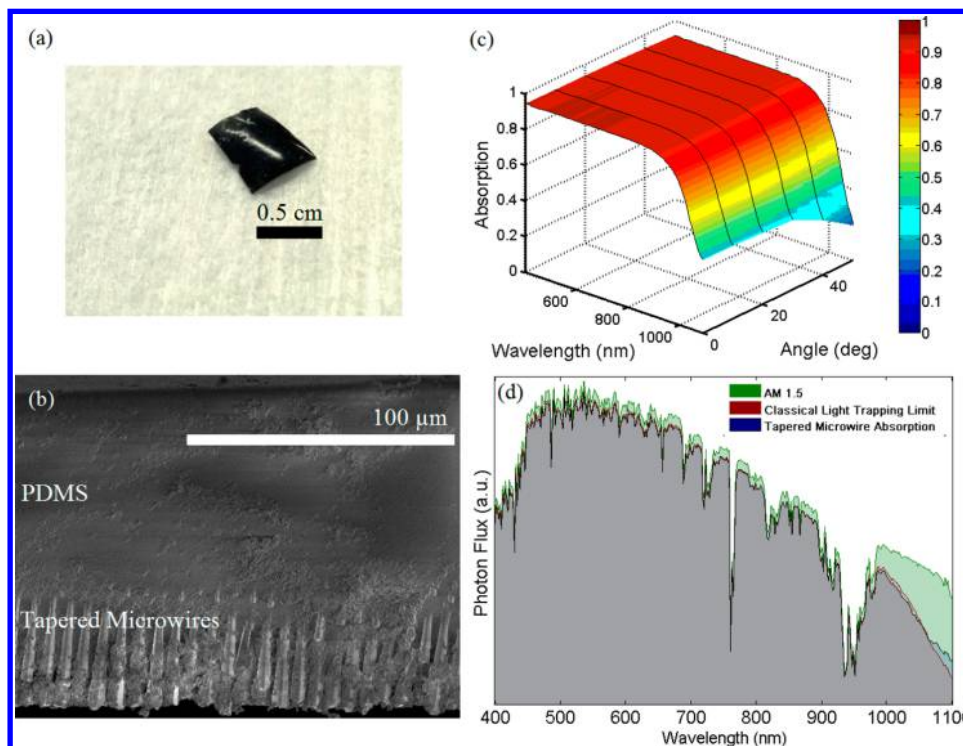 (a)
0.5 cm
(b)
100 µm
PDMS
Tapered Microwires
(c)
1
0.8
0.6
0.4
0.2
0
Absorption
600
800
1000
Wavelength (nm)
0
20
40
Angle (deg)
1
0.9
0.8
0.7
0.6
0.5
0.4
0.3
0.2
0.1
0
(d)
AM 1.5
Classical Light Trapping Limit
Tapered Microwire Absorption
Photon Flux (a.u.)
400 500 600 700 800 900 1000 1100
Wavelength (nm)